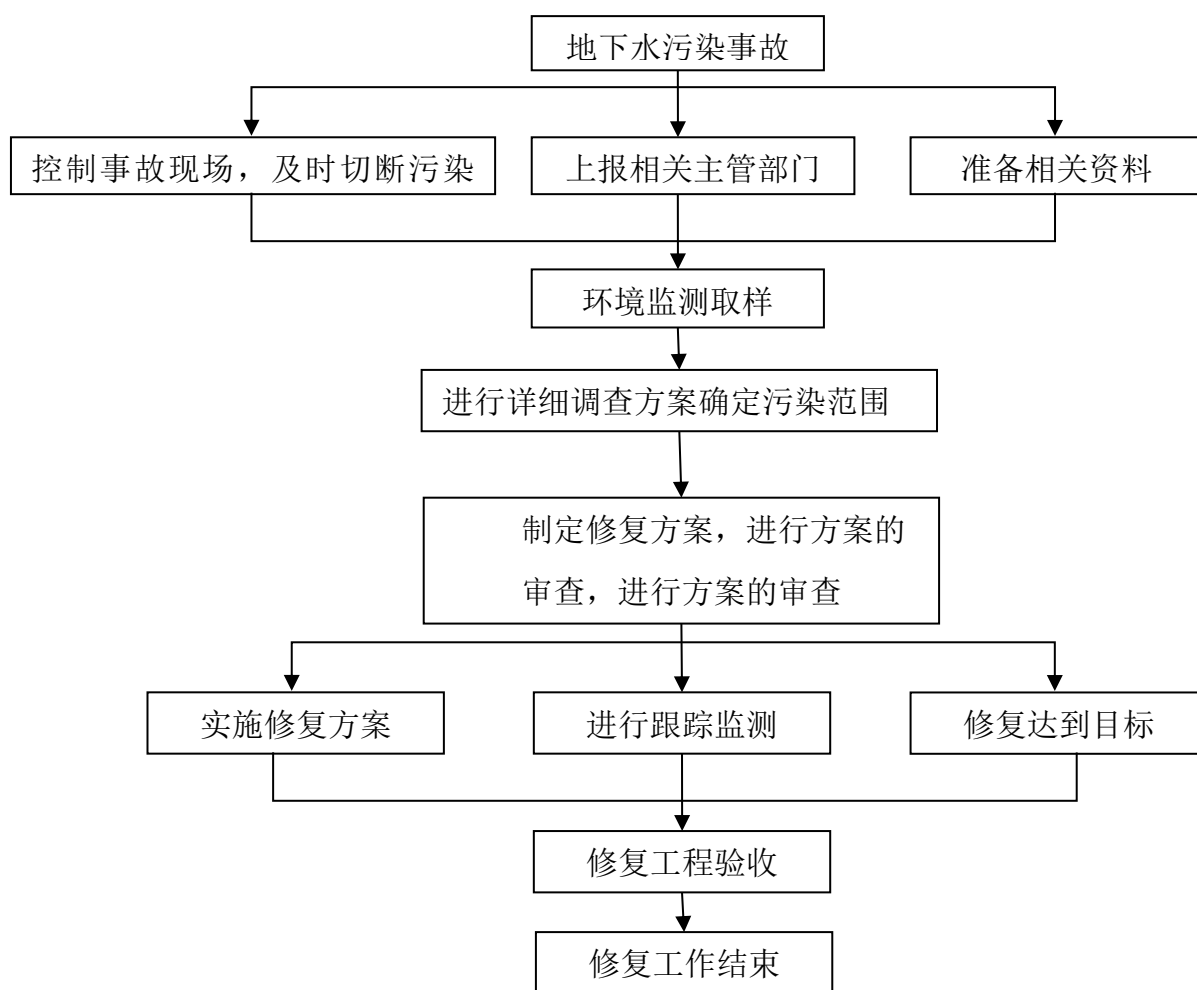 地下水污染事故
控制事故现场，及时切断污染
上报相关主管部门
准备相关资料
环境监测取样
进行详细调查方案确定污染范围
制定修复方案，进行方案的
审查，进行方案的审查
实施修复方案
进行跟踪监测
修复达到目标
修复工程验收
修复工作结束